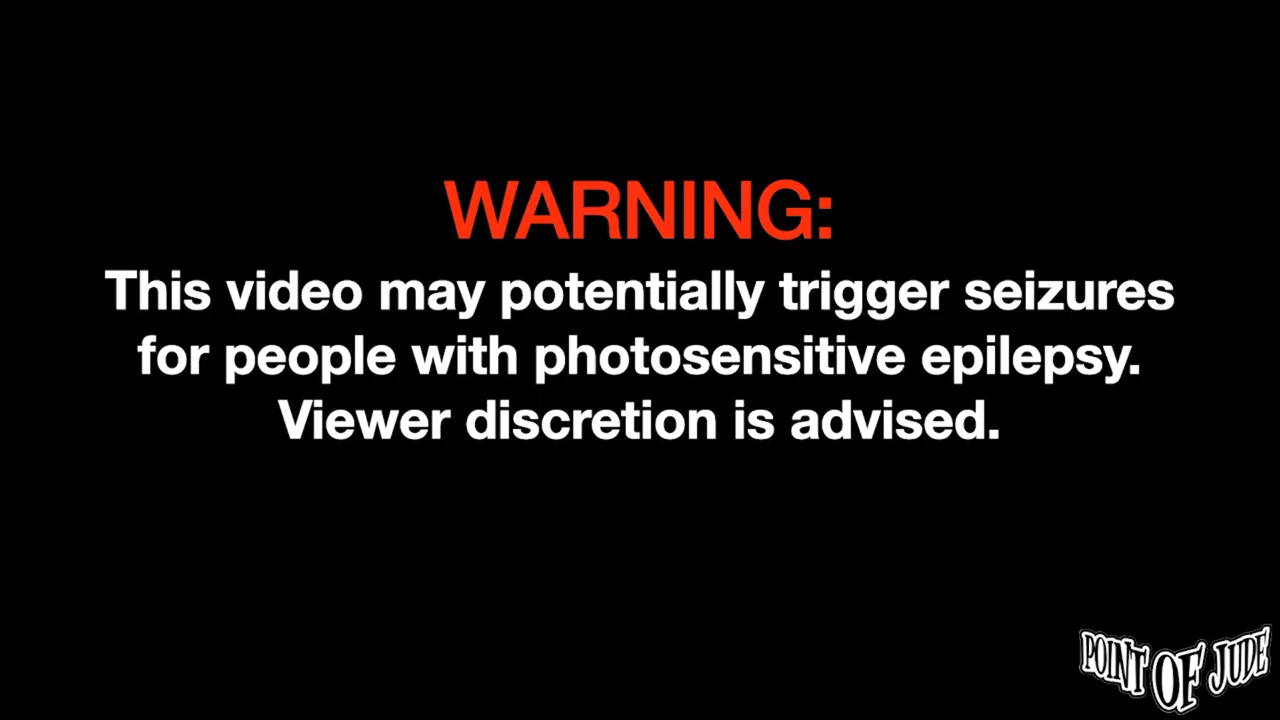 WARNING:
This video may potentially trigger seizures
for people with photosensitive epilepsy.
Viewer discretion is advised.
POINT OF JUDE